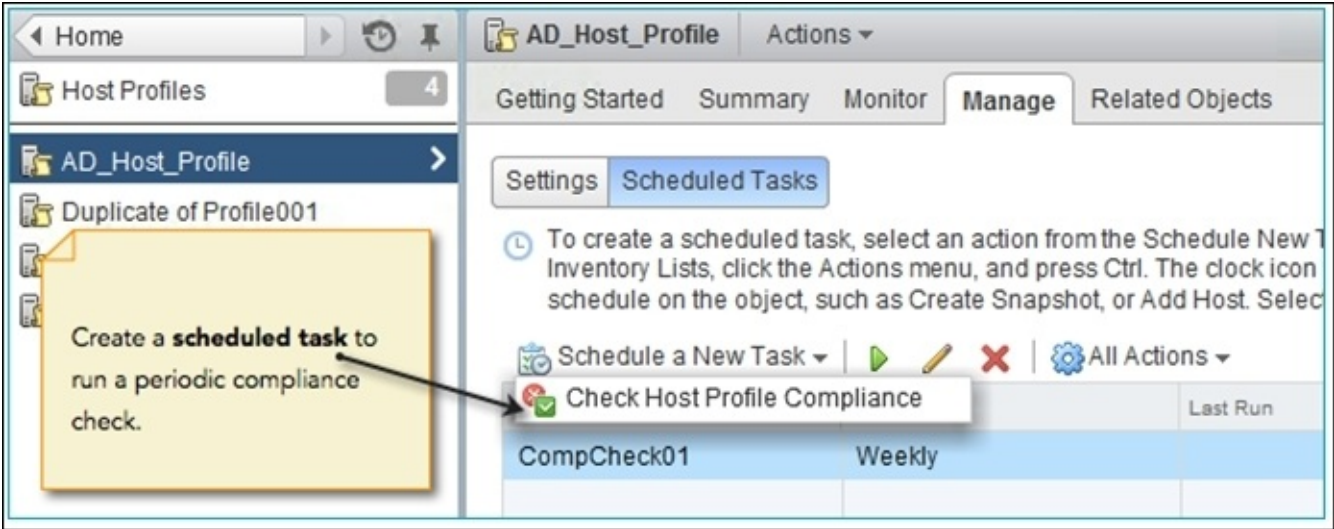 Home
Host Profiles
4
AD_Host_Profile
Duplicate of Profile001
Create a scheduled task to
run a periodic compliance
check.
AD_Host_Profile
Actions
Getting Started Summary Monitor Manage Related Objects
Settings Scheduled Tasks
To create a scheduled task, select an action from the Schedule New
Inventory Lists, click the Actions menu, and press Ctrl. The clock icon
schedule on the object, such as Create Snapshot, or Add Host.
Schedule a New Task All Actions
Check Host Profile Compliance
Last Run
CompCheck01 Weekly